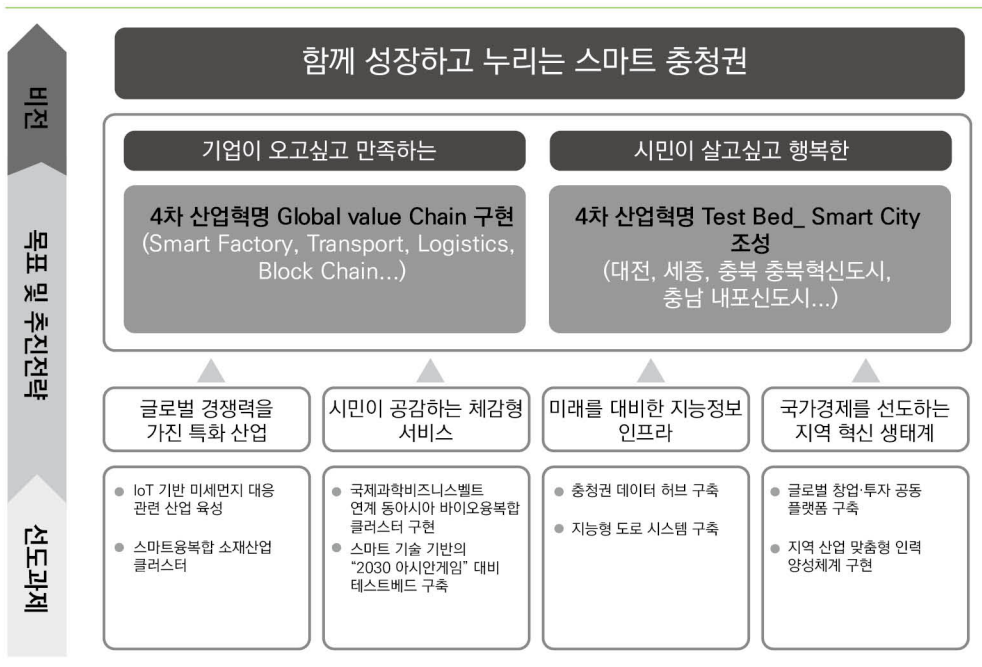 비전
함께 성장하고 누리는 스마트 충청권
목표 및 추진전략
기업이 오고싶고 만족하는
4차 산업혁명 Global value Chain 구현
(Smart Factory, Transport, Logistics,
Block Chain...)
시민이 살고싶고 행복한
4차 산업혁명 Test Bed_ Smart City
조성
(대전, 세종, 충북 충북혁신도시,
충남 내포신도시...)
글로벌 경쟁력을
가진 특화 산업
시민이 공감하는 체감형
서비스
미래를 대비한 지능정보
인프라
국가경제를 선도하는
지역 혁신 생태계
선도과제
● IoT 기반 미세먼지 대응
관련 산업 육성
● 스마트융복합 소재산업
클러스터
● 국제과학비즈니스벨트
연계 동아시아 바이오융복합
클러스터 구현
● 스마트 기술 기반의
“2030 아시안게임” 대비
테스트베드 구축
● 충청권 데이터 허브 구축
● 지능형 도로 시스템 구축
● 글로벌 창업·투자 공동
플랫폼 구축
● 지역 산업 맞춤형 인력
양성체계 구현